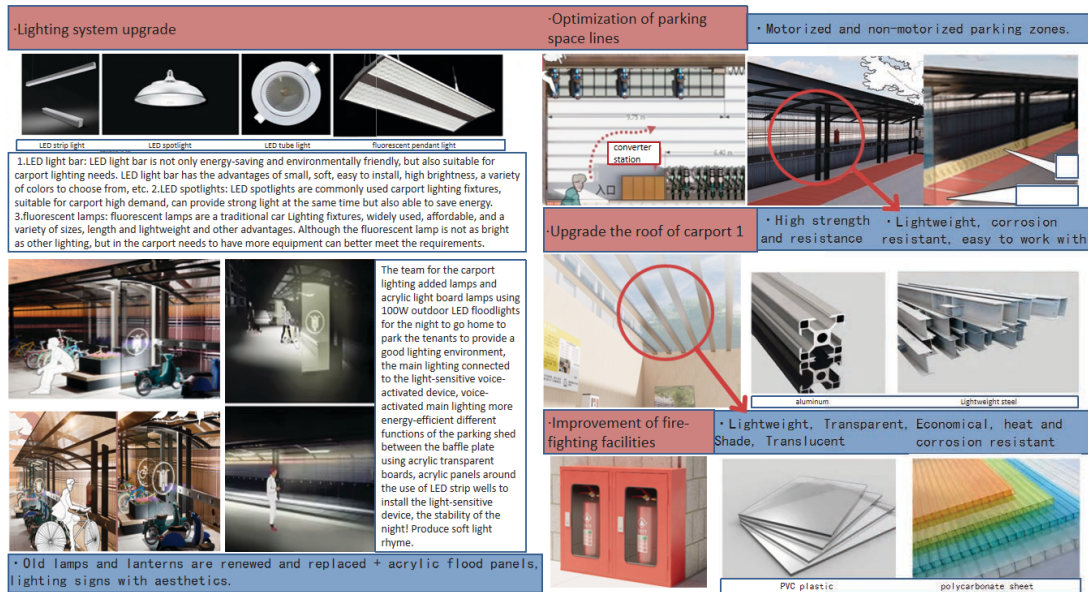 ·Lighting system upgrade
LED strip light
LED spotlight
LED tube light
fluorescent pendant light
1.LED light bar: LED light bar is not only energy-saving and environmentally friendly, but also suitable for
carport lighting needs. LED light bar has the advantages of small, soft, easy to install, high brightness, a variety
of colors to choose from, etc. 2.LED spotlights: LED spotlights are commonly used carport lighting fixtures,
suitable for carport high demand, can provide strong light at the same time but also able to save energy.
3.fluorescent lamps: fluorescent lamps are a traditional car Lighting fixtures, widely used, affordable, and a
variety of sizes, length and lightweight and other advantages. Although the fluorescent lamp is not as bright
as other lighting, but in the carport needs to have more equipment can better meet the requirements.
The team for the carport
lighting added lamps and
acrylic light board lamps using
100W outdoor LED floodlights
for the night to go home to
park the tenants to provide a
good lighting environment,
the main lighting connected
to the light-sensitive voice-
activated device, voice-
activated main lighting more
energy-efficient different
functions of the parking shed
between the baffle plate
using acrylic transparent
boards, acrylic panels around
the use of LED strip wells to
install the light-sensitive
device, the stability of the
night! Produce soft light
rhyme.
·Old lamps and lanterns are renewed and replaced + acrylic flood panels,
lighting signs with aesthetics.
·Optimization of parking
space lines
·Motorized and non-motorized parking zones.
converter
station
入口
·Upgrade the roof of carport 1
·High strength
and resistance
·Lightweight, corrosion
resistant, easy to work with
aluminum
Lightweight steel
·Improvement of fire-
fighting facilities
·Lightweight, Transparent,
Shade, Translucent
Economical, heat and
corrosion resistant
PVC plastic
polycarbonate sheet